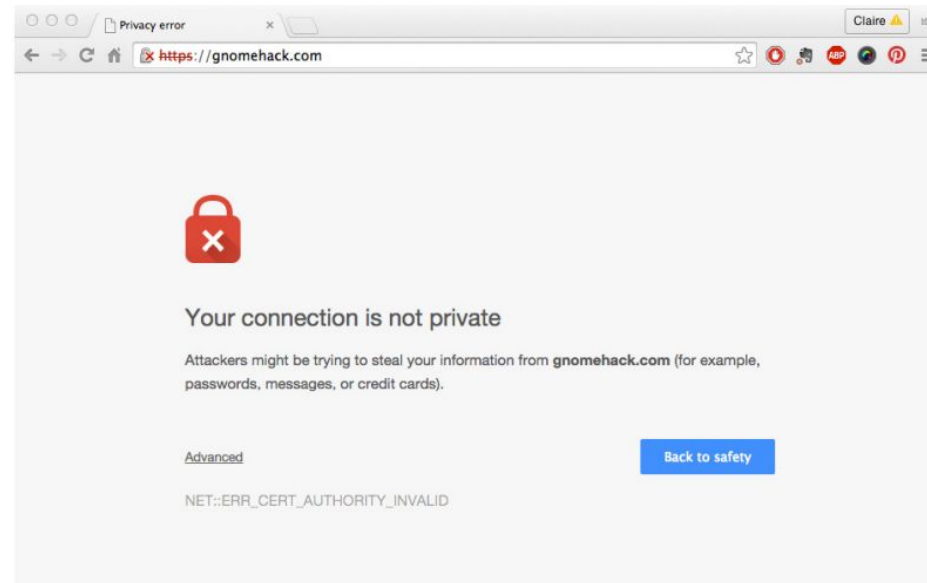 Privacy error
Claire
https://gnomehack.com
ABP
Your connection is not private
Attackers might be trying to steal your information from gnomehack.com (for example,
passwords, messages, or credit cards).
Advanced
Back to safety
NET::ERR_CERT_AUTHORITY_INVALID